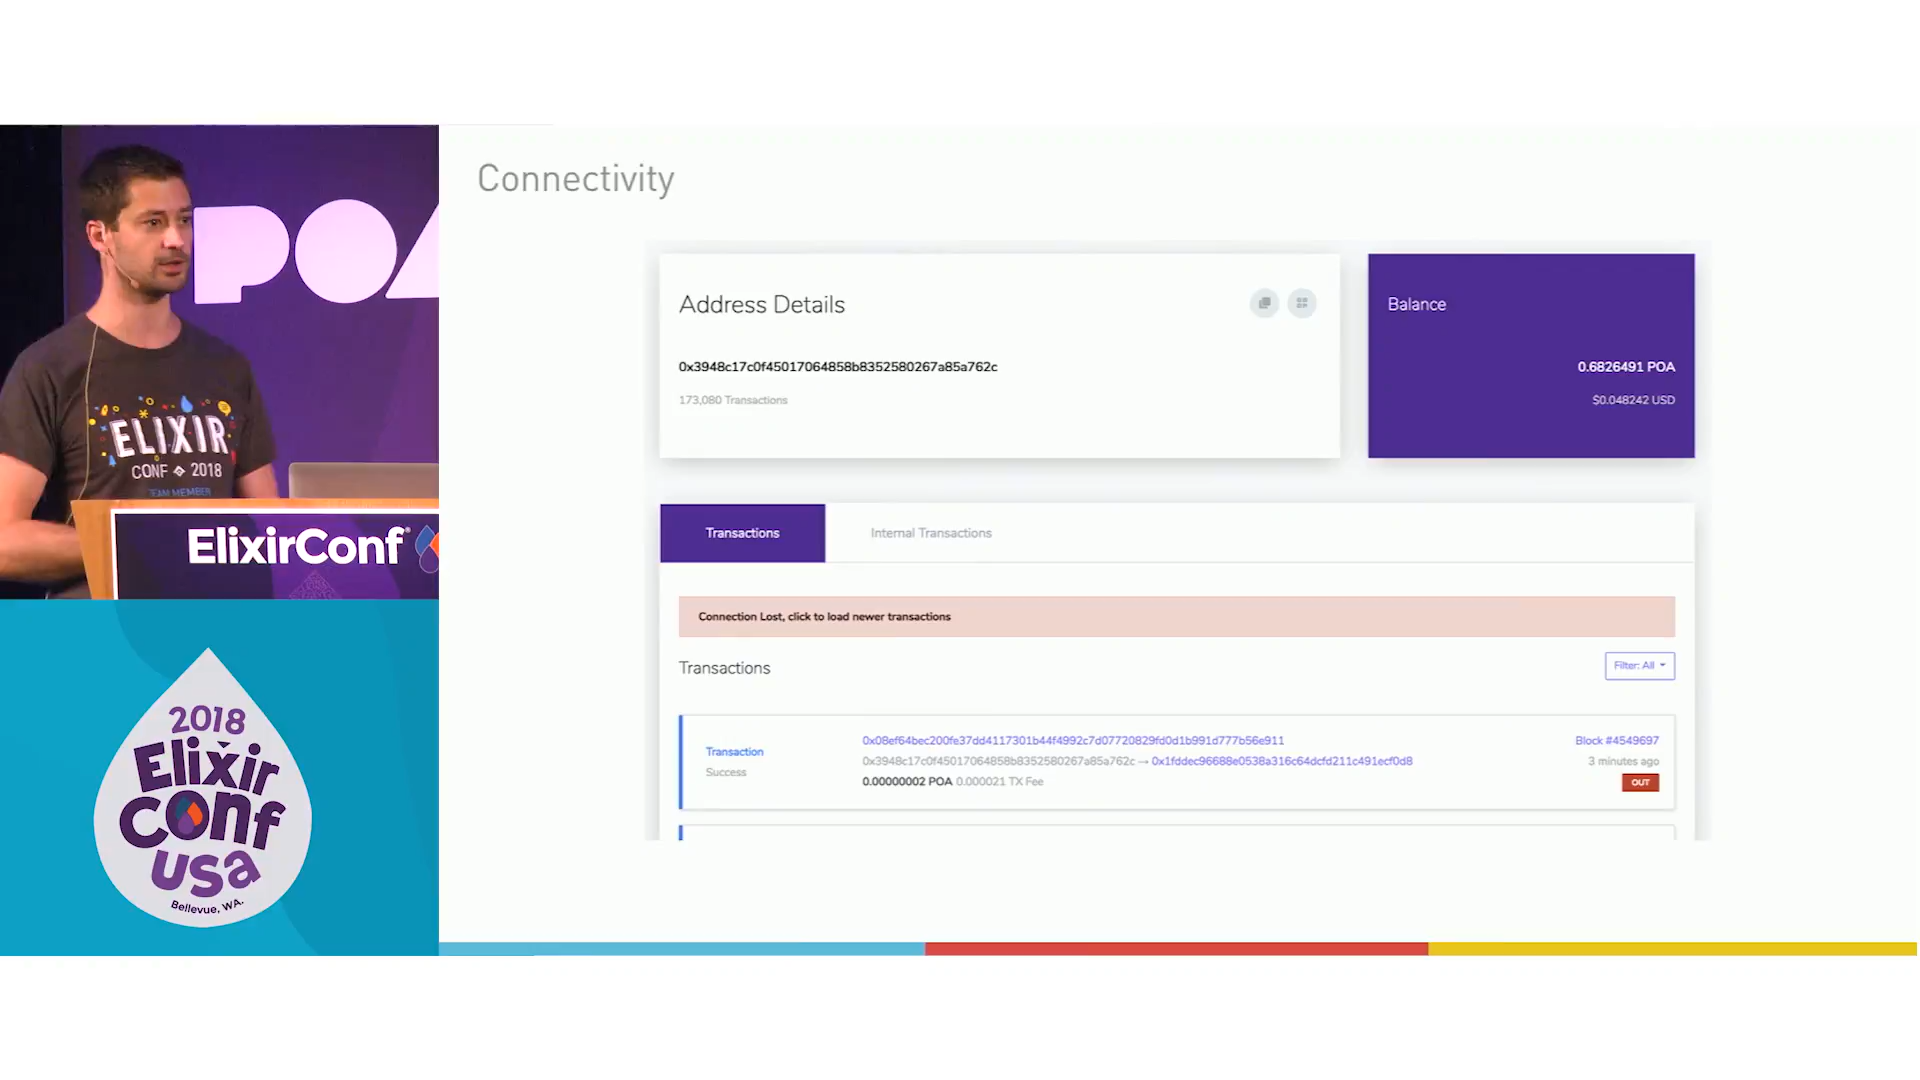 Connectivity
POA
ELIXIR
CONF 2018
TEAM MEMBER
ElixirConf
2018
Elixir
Conf
USA
Bellevue, WA.
Address Details
0x3948c17c0f45017064858b8352580267a85a762c
173,080 Transactions
Balance
0.6826491 POA
$0.048242 USD
Transactions
Internal Transactions
Connection Lost, click to load newer transactions
Transactions
Filter: All
Transaction
Success
0x08ef64bec200fe37dd4117301b44f4992c7d07720829fd0d1b991d777b56e911
0x3948c17c0f45017064858b8352580267a85a762c → 0x1fddec96688e0538a316c64dcfd211c491ecf0d8
0.00000002 POA 0.000021 TX Fee
Block #4549697
3 minutes ago
OUT